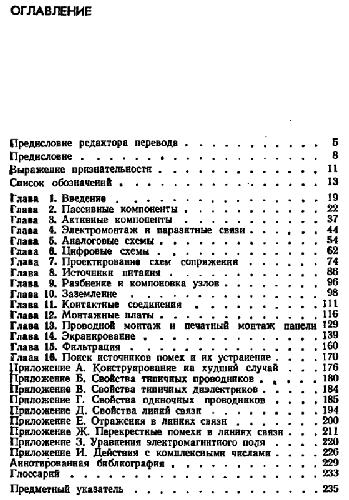 ОГЛАВЛЕНИЕ
Предисловие редактора перевода . . . . . . . . . . 5
Предисловие . . . . . . . . . . 8
Выражение признательности . . . . . . . . . . 11
Список обозначений . . . . . . . . . . 13
Глава 1. Введение . . . . . . . . . . 19
Глава 2. Пассивные компоненты . . . . . . . . . . 22
Глава 3. Активные компоненты . . . . . . . . . . 37
Глава 4. Электромонтаж и паразитные связи . . . . . . . . . . 44
Глава 5. Аналоговые схемы . . . . . . . . . . 54
Глава 6. Цифровые схемы . . . . . . . . . . 62
Глава 7. Проектирование схем сопряжения . . . . . . . . . . 74
Глава 8. Источники питания . . . . . . . . . . 86
Глава 9. Разбиение и компоновка узлов . . . . . . . . . . 96
Глава 10. Заземление . . . . . . . . . . 98
Глава 11. Контактные соединения . . . . . . . . . . 111
Глава 12. Монтажные платы . . . . . . . . . . 116
Глава 13. Проводной монтаж и печатный монтаж панели 129
Глава 14. Экранирование . . . . . . . . . . 139
Глава 15. Фильтрация . . . . . . . . . . 160
Глава 16. Поиск источников помех и их устранение . . 170
Приложение А. Конструирование на худший случай . . 176
Приложение Б. Свойства типичных проводников . . . 180
Приложение В. Свойства типичных диэлектриков . . . 184
Приложение Г. Свойства одиночных проводников . . . 185
Приложение Д. Свойства линий связи . . . . . . . 194
Приложение Е. Отражения в линиях связи . . . . . 200
Приложение Ж. Перекрестные помехи в линиях связи . . 211
Приложение З. Уравнения электромагнитного поля . . . 220
Приложение И. Действия с комплексными числами . . . 226
Аннотированная библиография . . . . . . . . . . 229
Глоссарий . . . . . . . . . . 233
Предметный указатель . . . . . . . . . . 235